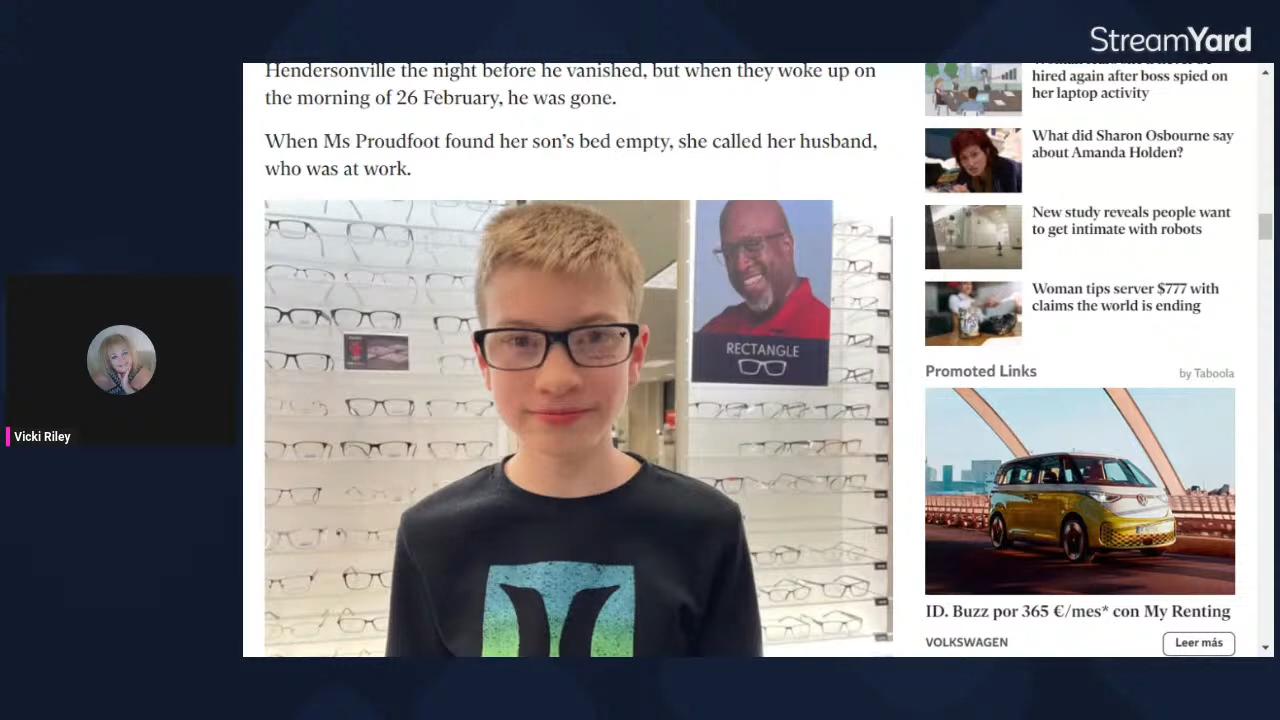 StreamYard
Hendersonville the night before he vanished, but when they woke up on
the morning of 26 February, he was gone.
When Ms Proudfoot found her son's bed empty, she called her husband,
who was at work.
RECTANGLE
Vicki Riley
hired again after boss spied on
her laptop activity
What did Sharon Osbourne say
about Amanda Holden?
New study reveals people want
to get intimate with robots
Woman tips server $777 with
claims the world is ending
Promoted Links
by Taboola
ID. Buzz por 365 €/mes* con My Renting
VOLKSWAGEN
Leer más